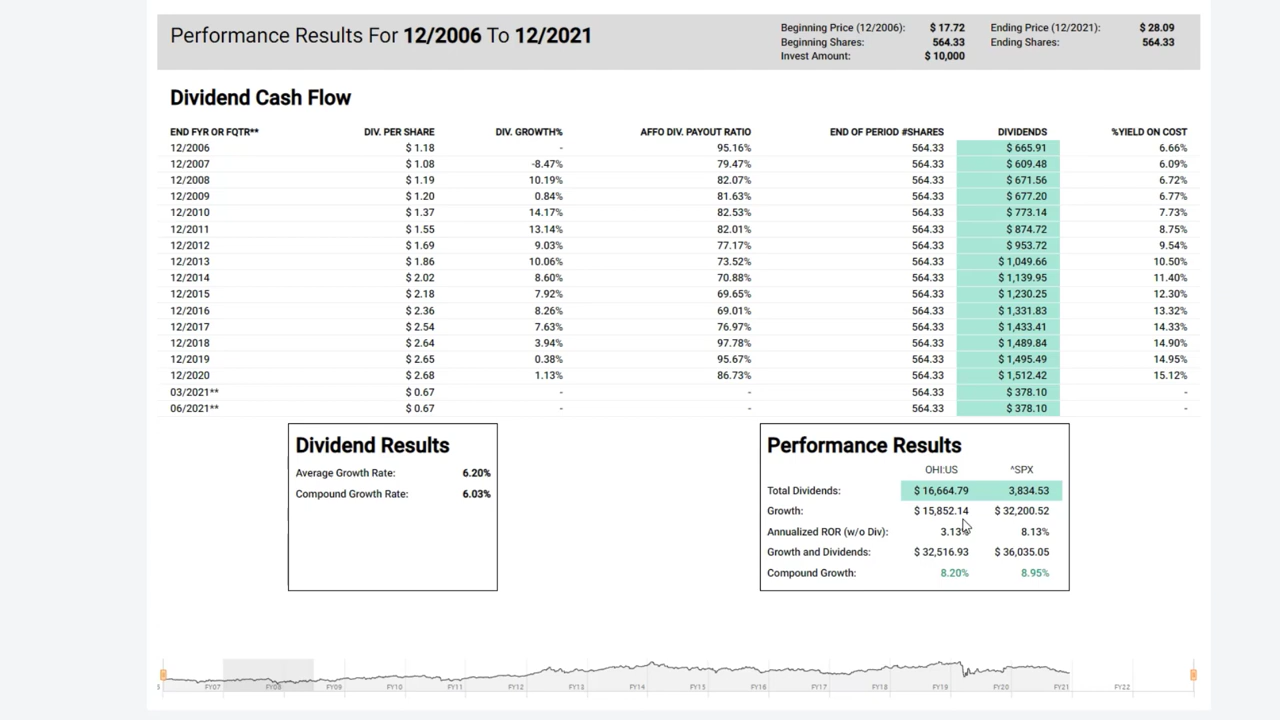 Performance Results For 12/2006 To 12/2021
Beginning Price (12/2006): $ 17.72 Ending Price (12/2021): $ 28.09
Beginning Shares: 564.33 Ending Shares: 564.33
Invest Amount: $ 10,000
Dividend Cash Flow
END FYR OR FQTR** DIV. PER SHARE DIV. GROWTH% AFFO DIV. PAYOUT RATIO END OF PERIOD #SHARES DIVIDENDS %YIELD ON COST
12/2006 $ 1.18 - 95.16% 564.33 $ 665.91 6.66%
12/2007 $ 1.08 -8.47% 79.47% 564.33 $ 609.48 6.09%
12/2008 $ 1.19 10.19% 82.07% 564.33 $ 671.56 6.72%
12/2009 $ 1.20 0.84% 81.63% 564.33 $ 677.20 6.77%
12/2010 $ 1.37 14.17% 82.53% 564.33 $ 773.14 7.73%
12/2011 $ 1.55 13.14% 82.01% 564.33 $ 874.72 8.75%
12/2012 $ 1.69 9.03% 77.17% 564.33 $ 953.72 9.54%
12/2013 $ 1.86 10.06% 73.52% 564.33 $ 1,049.66 10.50%
12/2014 $ 2.02 8.60% 70.88% 564.33 $ 1,139.95 11.40%
12/2015 $ 2.18 7.92% 69.65% 564.33 $ 1,230.25 12.30%
12/2016 $ 2.36 8.26% 69.01% 564.33 $ 1,331.83 13.32%
12/2017 $ 2.54 7.63% 76.97% 564.33 $ 1,433.41 14.33%
12/2018 $ 2.64 3.94% 97.78% 564.33 $ 1,489.84 14.90%
12/2019 $ 2.65 0.38% 95.67% 564.33 $ 1,495.49 14.95%
12/2020 $ 2.68 1.13% 86.73% 564.33 $ 1,512.42 15.12%
03/2021** $ 0.67 - - 564.33 $ 378.10 -
06/2021** $ 0.67 - - 564.33 $ 378.10 -
Dividend Results
Average Growth Rate: 6.20%
Compound Growth Rate: 6.03%
Performance Results
OHI:US ^SPX
Total Dividends: $ 16,664.79 3,834.53
Growth: $ 15,852.14 $ 32,200.52
Annualized ROR (w/o Div): 3.13% 8.13%
Growth and Dividends: $ 32,516.93 $ 36,035.05
Compound Growth: 8.20% 8.95%
FY07 FY08 FY09 FY10 FY11 FY12 FY13 FY14 FY15 FY16 FY17 FY18 FY19 FY20 FY21 FY22